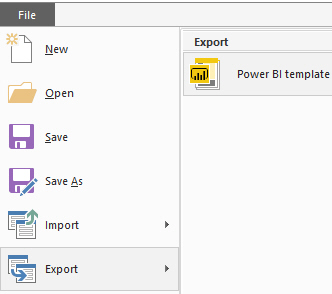 File
New
Open
Save
Save As
Import
Export
Export
Power BI template